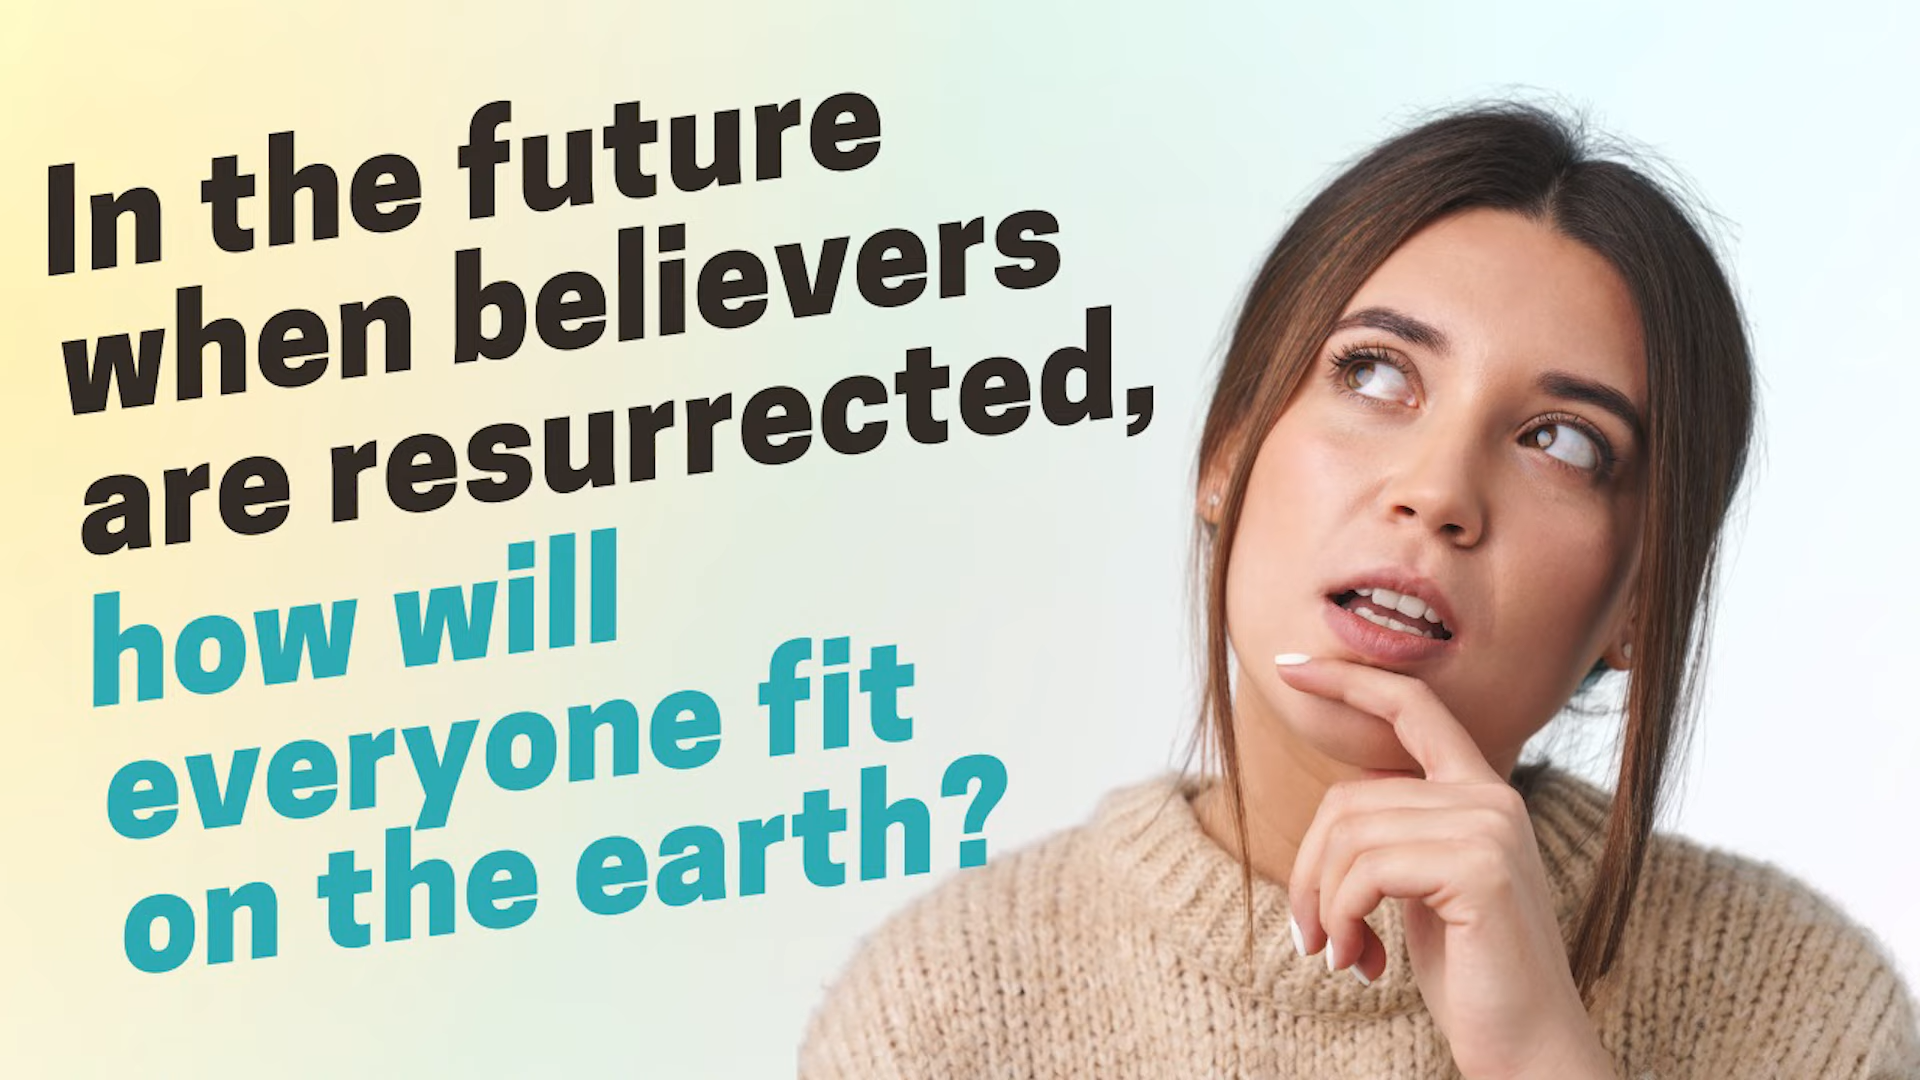 In the future
when believers
are resurrected,
how will
everyone fit
on the earth?